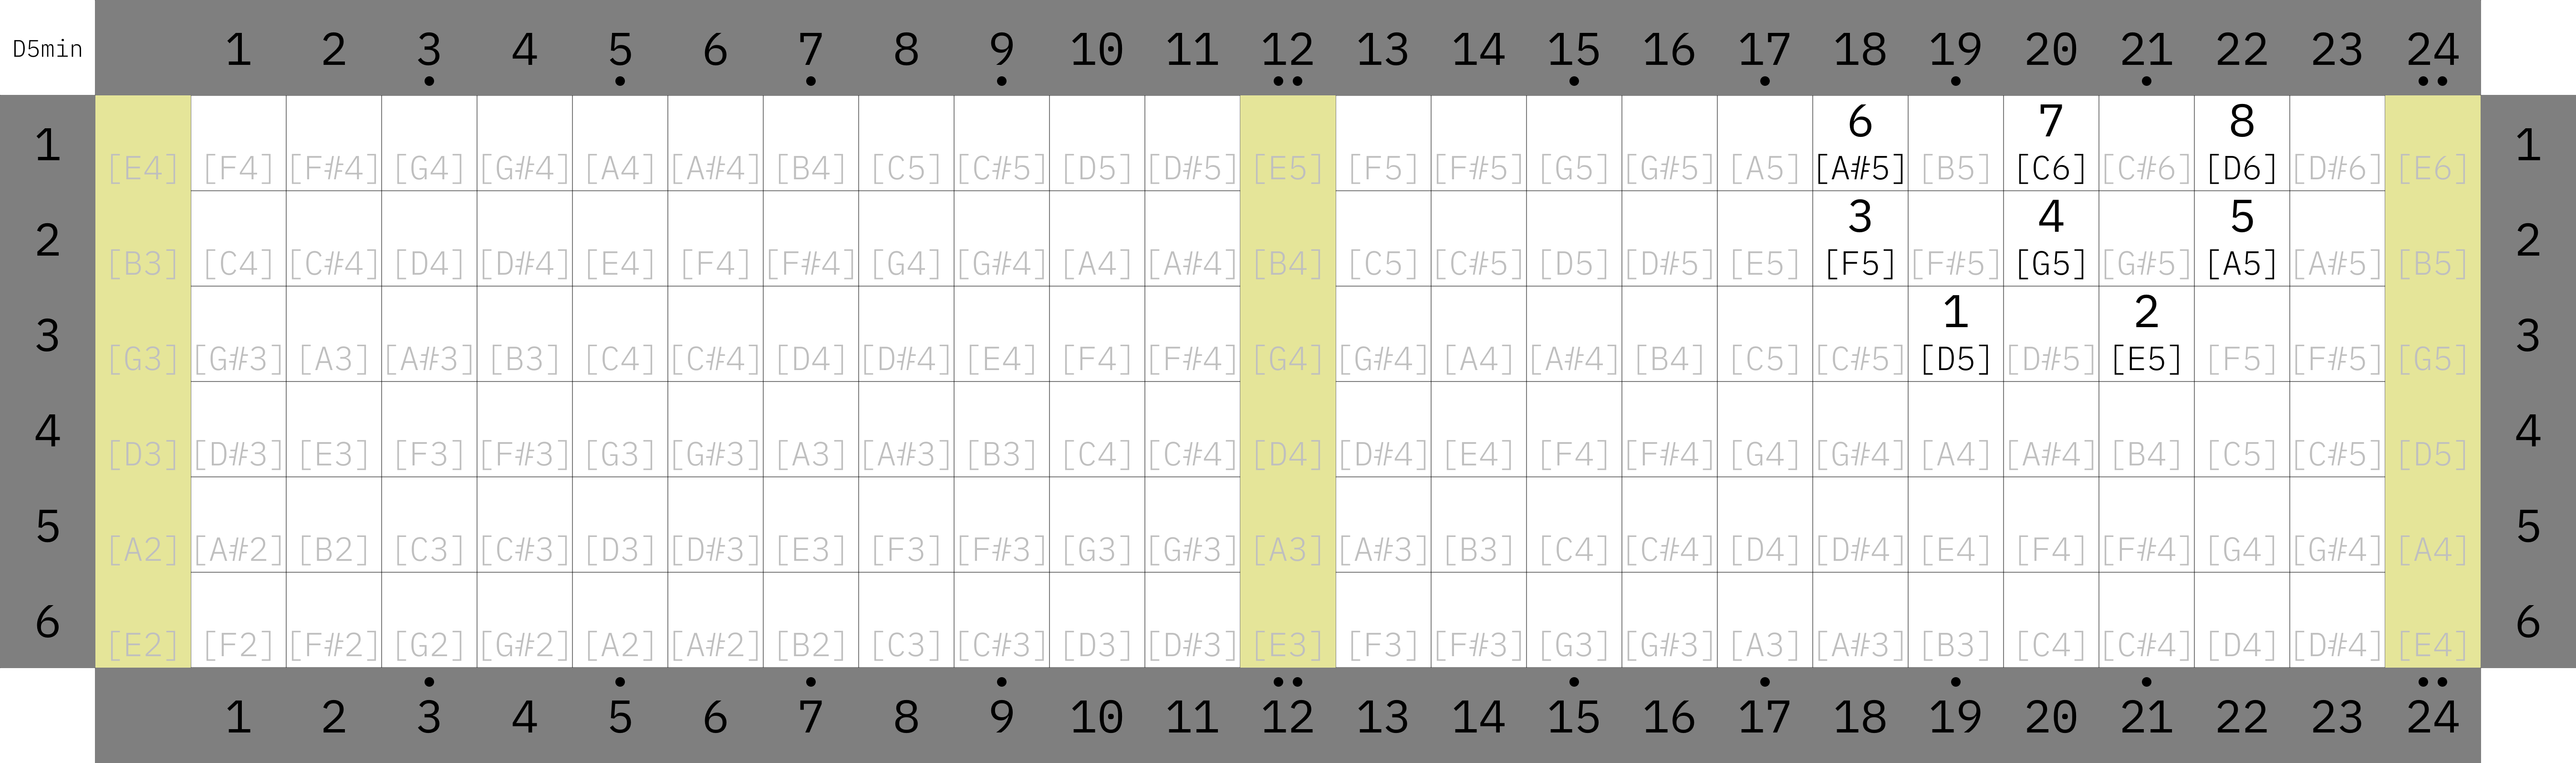 D5min 1 2 3 4 5 6 7 8 9 10 11 12 13 14 15 16 17 18 19 20 21 22 23 24
6 7 8
1 [E4] [F4] [F#4] [G4] [G#4] [A4] [A#4] [B4] [C5] [C#5] [D5] [D#5] [E5] [F5] [F#5] [G5] [G#5] [A5] [A#5] [B5] [C6] [C#6] [D6] [D#6] [E6] 1
3 4 5
2 [B3] [C4] [C#4] [D4] [D#4] [E4] [F4] [F#4] [G4] [G#4] [A4] [A#4] [B4] [C5] [C#5] [D5] [D#5] [E5] [F5] [F#5] [G5] [G#5] [A5] [A#5] [B5] 2
1 2
3 [G3] [G#3] [A3] [A#3] [B3] [C4] [C#4] [D4] [D#4] [E4] [F4] [F#4] [G4] [G#4] [A4] [A#4] [B4] [C5] [C#5] [D5] [D#5] [E5] [F5] [F#5] [G5] 3
4 [D3] [D#3] [E3] [F3] [F#3] [G3] [G#3] [A3] [A#3] [B3] [C4] [C#4] [D4] [D#4] [E4] [F4] [F#4] [G4] [G#4] [A4] [A#4] [B4] [C5] [C#5] [D5] 4
5 [A2] [A#2] [B2] [C3] [C#3] [D3] [D#3] [E3] [F3] [F#3] [G3] [G#3] [A3] [A#3] [B3] [C4] [C#4] [D4] [D#4] [E4] [F4] [F#4] [G4] [G#4] [A4] 5
6 [E2] [F2] [F#2] [G2] [G#2] [A2] [A#2] [B2] [C3] [C#3] [D3] [D#3] [E3] [F3] [F#3] [G3] [G#3] [A3] [A#3] [B3] [C4] [C#4] [D4] [D#4] [E4] 6
1 2 3 4 5 6 7 8 9 10 11 12 13 14 15 16 17 18 19 20 21 22 23 24